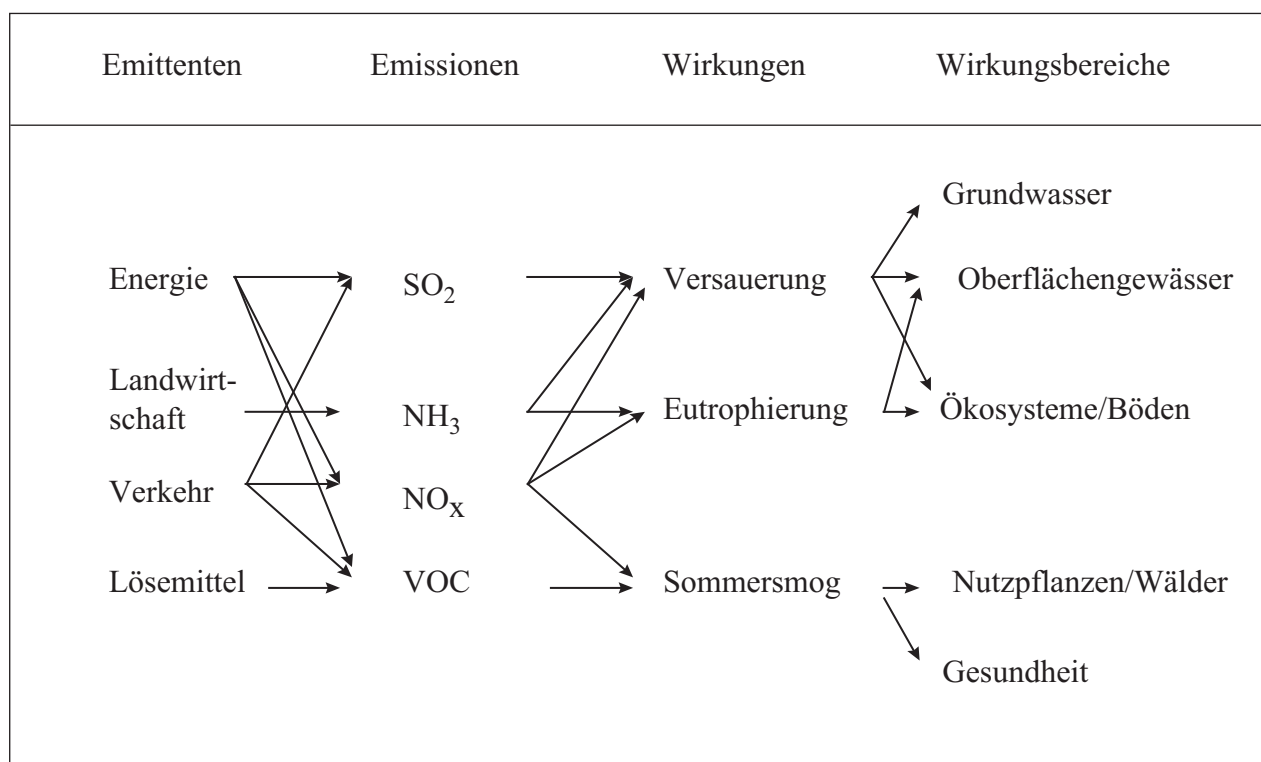 Emittenten Emissionen Wirkungen Wirkungsbereiche
Grundwasser
Energie SO2 Versauerung Oberflächengewässer
Landwirt-
schaft NH3 Eutrophierung Ökosysteme/Böden
Verkehr NOx
Lösemittel VOC Sommersmog Nutzpflanzen/Wälder
Gesundheit